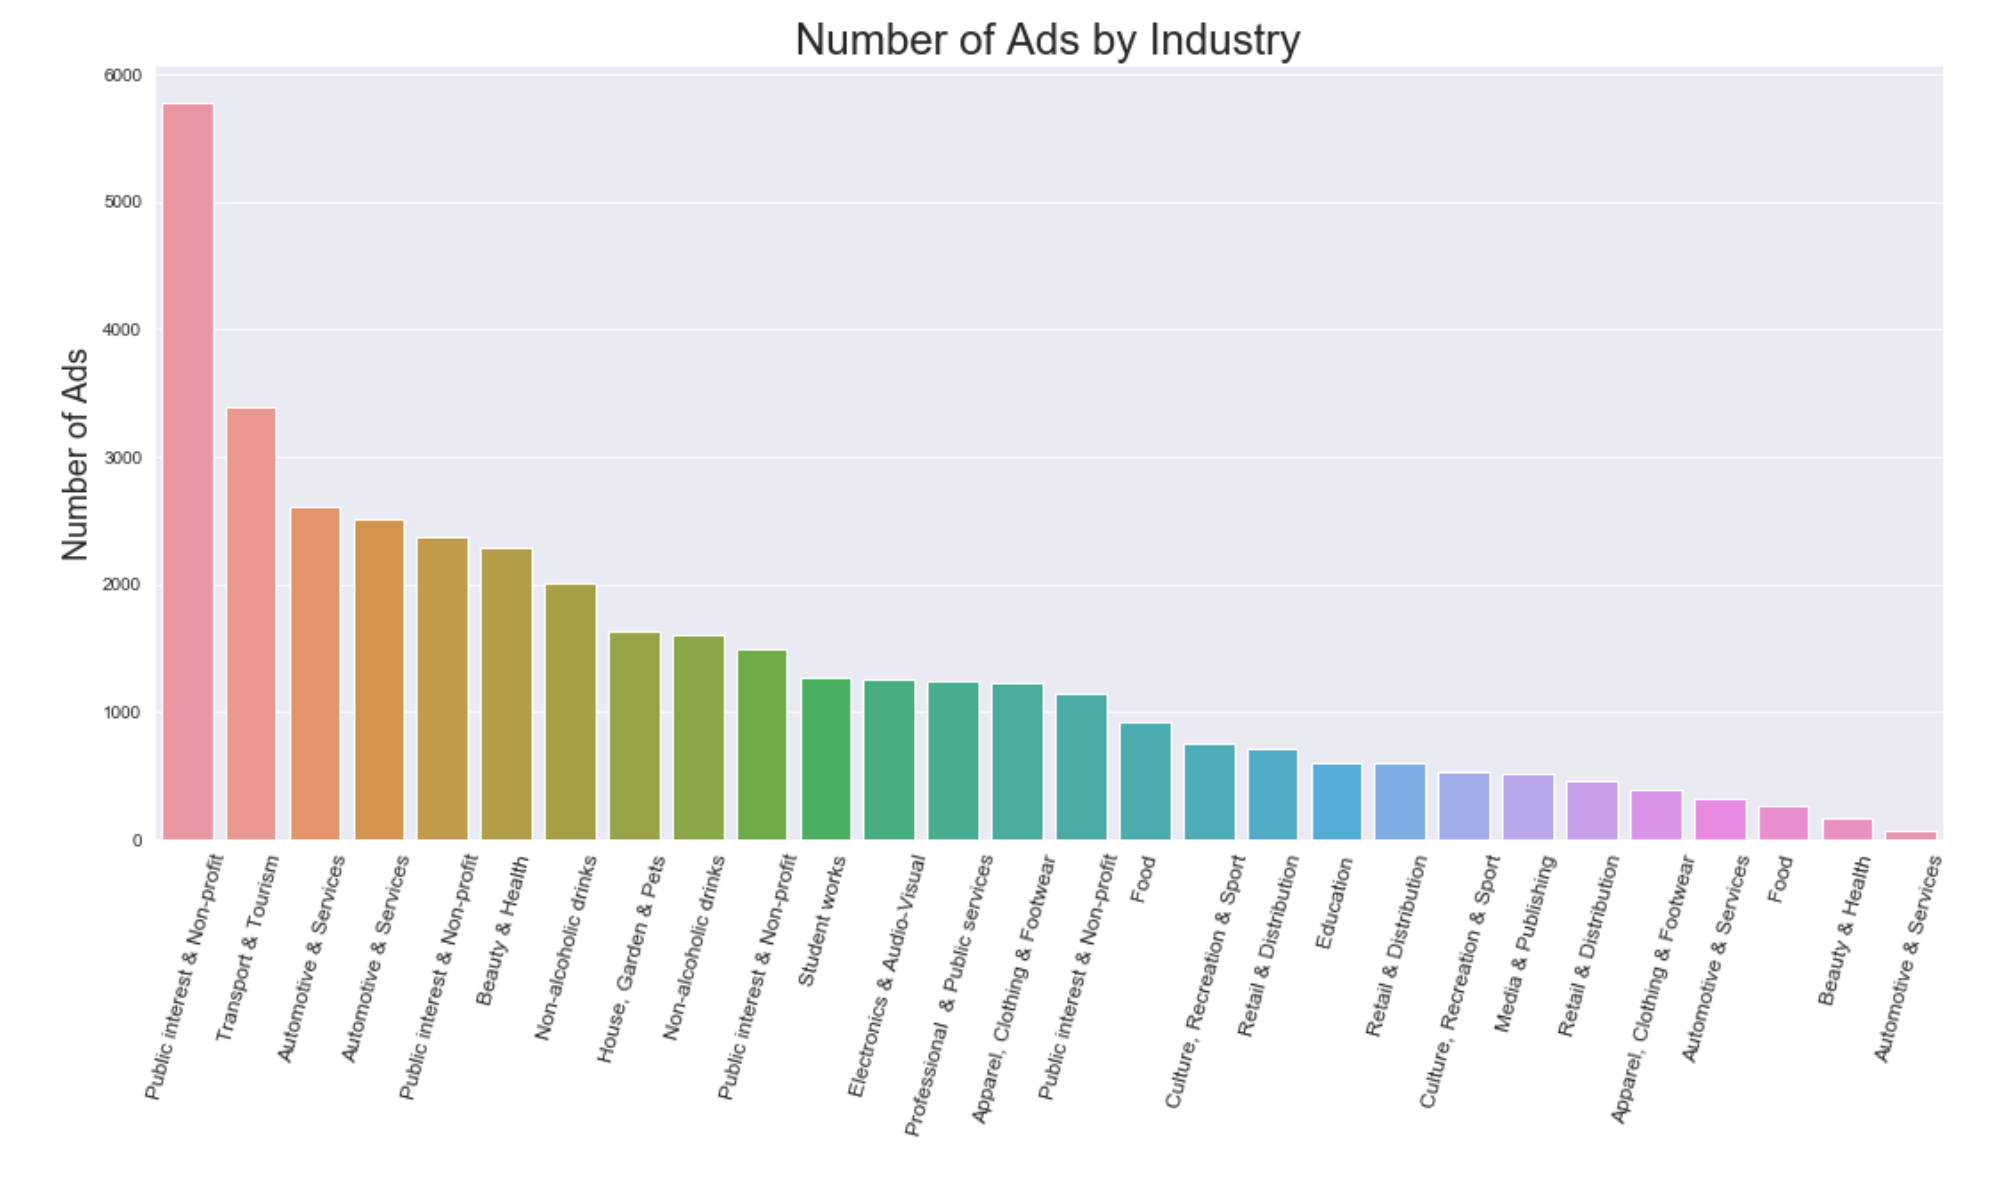 Number of Ads by Industry
Number of Ads
6000
5000
4000
3000
2000
1000
0
Public interest & Non-profit
Transport & Tourism
Automotive & Services
Automotive & Services
Public interest & Non-profit
Beauty & Health
Non-alcoholic drinks
House, Garden & Pets
Non-alcoholic drinks
Public interest & Non-profit
Student works
Electronics & Audio-Visual
Professional  & Public services
Apparel, Clothing & Footwear
Public interest & Non-profit
Food
Culture, Recreation & Sport
Retail & Distribution
Education
Retail & Distribution
Culture, Recreation & Sport
Media & Publishing
Retail & Distribution
Apparel, Clothing & Footwear
Automotive & Services
Food
Beauty & Health
Automotive & Services